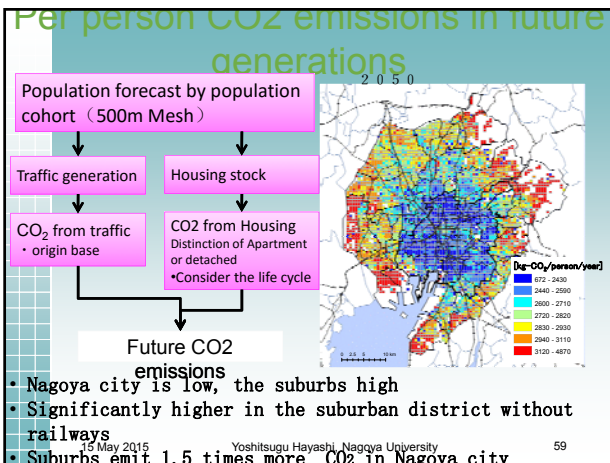 Per person CO2 emissions in future
generations
2050
Population forecast by population
cohort（500m Mesh）
Traffic generation
Housing stock
CO₂ from traffic
・origin base
CO2 from Housing
Distinction of Apartment
or detached
•Consider the life cycle
Future CO2
emissions
[kg-CO₂/person/year]
672 - 2430
2440 - 2590
2600 - 2710
2720 - 2820
2830 - 2930
2940 - 3110
3120 - 4870
0 2.5 5 10 km
• Nagoya city is low, the suburbs high
• Significantly higher in the suburban district without
railways
15 May 2015 Yoshitsugu Hayashi, Nagoya University 59
• Suburbs emit 1.5 times more CO₂ in Nagoya city